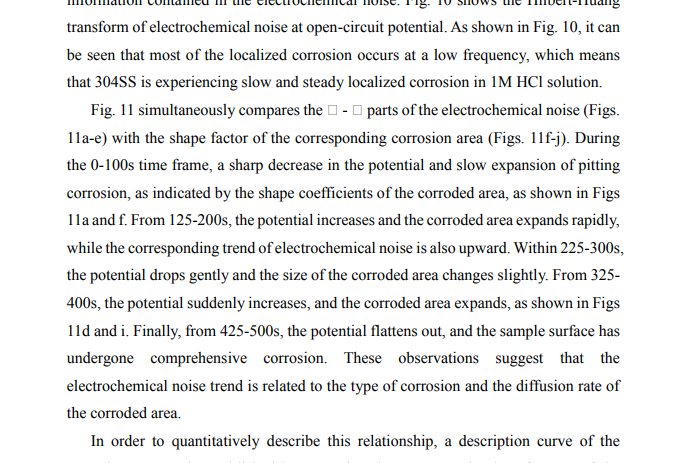 information contained in the electrochemical noise. Fig. 10 shows the Hilbert-Huang
transform of electrochemical noise at open-circuit potential. As shown in Fig. 10, it can
be seen that most of the localized corrosion occurs at a low frequency, which means
that 304SS is experiencing slow and steady localized corrosion in 1M HCl solution.
Fig. 11 simultaneously compares the □ - □ parts of the electrochemical noise (Figs.
11a-e) with the shape factor of the corresponding corrosion area (Figs. 11f-j). During
the 0-100s time frame, a sharp decrease in the potential and slow expansion of pitting
corrosion, as indicated by the shape coefficients of the corroded area, as shown in Figs
11a and f. From 125-200s, the potential increases and the corroded area expands rapidly,
while the corresponding trend of electrochemical noise is also upward. Within 225-300s,
the potential drops gently and the size of the corroded area changes slightly. From 325-
400s, the potential suddenly increases, and the corroded area expands, as shown in Figs
11d and i. Finally, from 425-500s, the potential flattens out, and the sample surface has
undergone comprehensive corrosion. These observations suggest that the
electrochemical noise trend is related to the type of corrosion and the diffusion rate of
the corroded area.
In order to quantitatively describe this relationship, a description curve of the